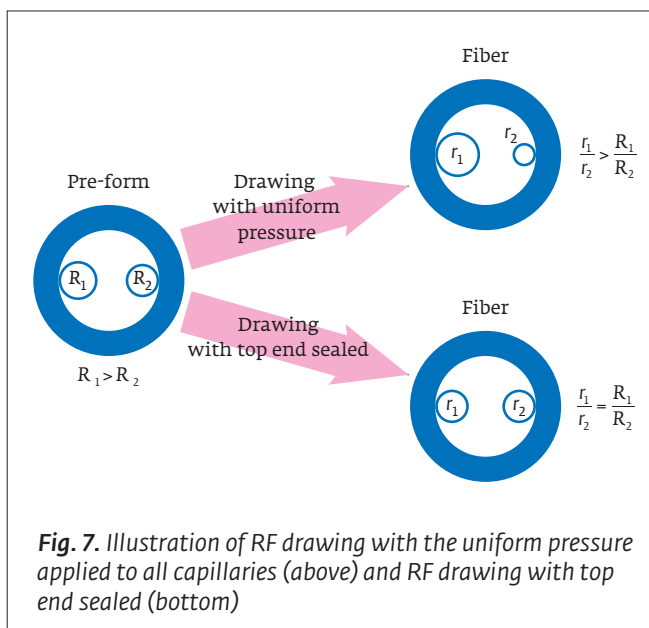 Fiber
r1
r2
r1/r2 > R1/R2
Pre-form
Drawing
with uniform
pressure
R1
R2
R1 > R2
Drawing
with top end sealed
Fiber
r1
r2
r1/r2 = R1/R2
Fig. 7. Illustration of RF drawing with the uniform pressure
applied to all capillaries (above) and RF drawing with top
end sealed (bottom)